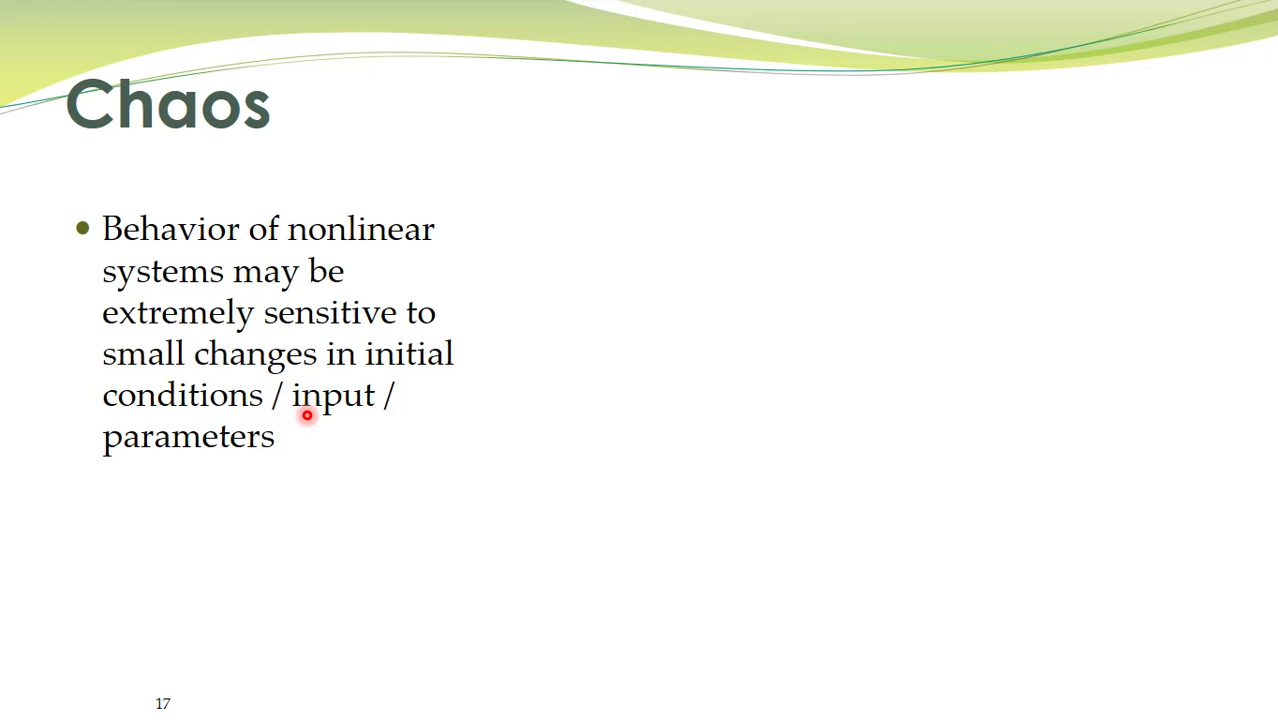 Chaos
Behavior of nonlinear
systems may be
extremely sensitive to
small changes in initial
conditions / input /
parameters
17